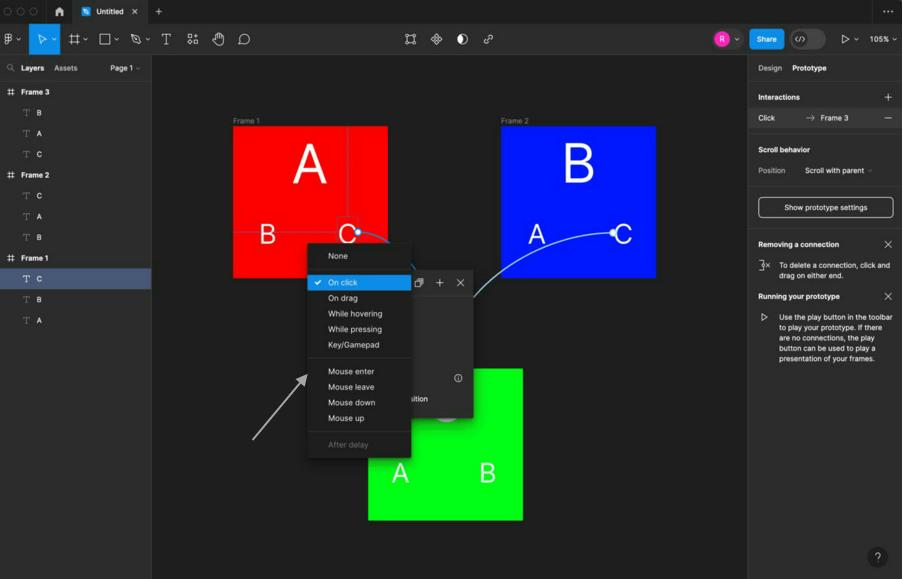 Untitled
R
Share
105%
Layers
Assets
Page 1
Frame 3
B
A
C
Frame 2
C
A
B
Frame 1
C
B
A
Frame 1
A
B
C
Frame 2
B
A
C
None
On click
On drag
While hovering
While pressing
Key/Gamepad
Mouse enter
Mouse leave
Mouse down
Mouse up
After delay
A
B
Design
Prototype
Interactions
Click
Frame 3
Scroll behavior
Position
Scroll with parent
Show prototype settings
Removing a connection
To delete a connection, click and
drag on either end.
Running your prototype
Use the play button in the toolbar
to play your prototype. If there
are no connections, the play
button can be used to play a
presentation of your frames.
?